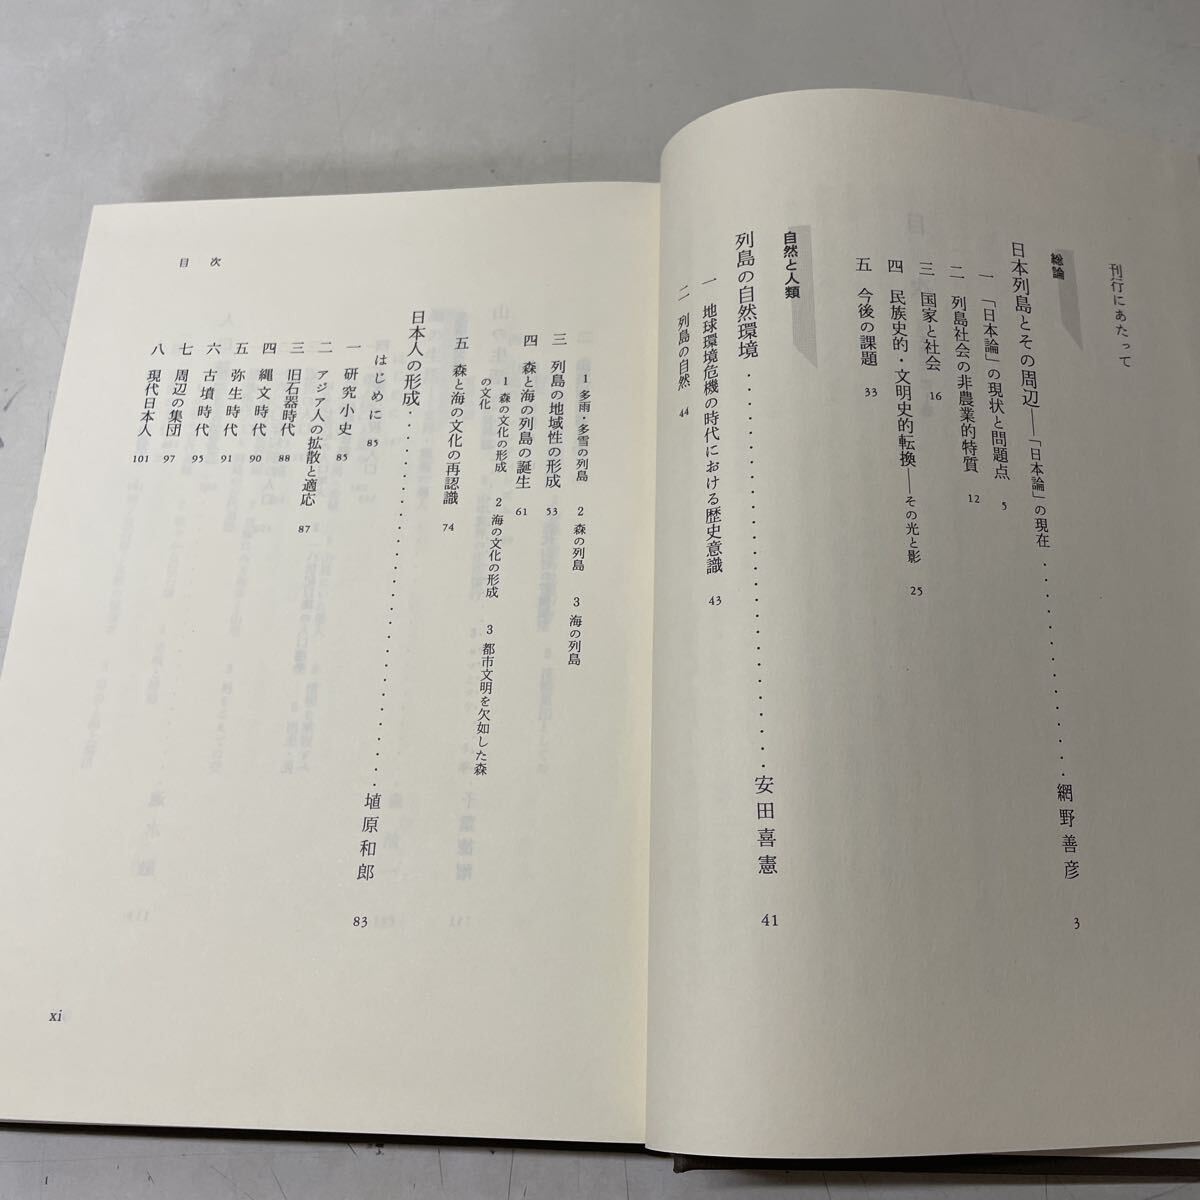 刊行にあたって
総論
日本列島とその周辺——「日本論」の現在 網野善彦 3
一 「日本論」の現状と問題点 5
二 列島社会の非農業的特質 12
三 国家と社会 16
四 民族史的・文明史的転換——その光と影 25
五 今後の課題 33
自然と人類
列島の自然環境 安田喜憲 41
一 地球環境危機の時代における歴史意識 43
二 列島の自然 44
1 多雨・多雪の列島 2 森の列島 3 海の列島
三 列島の地域性の形成 53
四 森と海の列島の誕生 61
1 森の文化の形成 2 海の文化の形成 3 都市文明を欠如した森
の文化
五 森と海の文化の再認識 74
日本人の形成 埴原和郎 83
はじめに 85
一 研究小史 85
二 アジア人の拡散と適応 87
三 旧石器時代 88
四 縄文時代 90
五 弥生時代 91
六 古墳時代 95
七 周辺の集団 97
八 現代日本人 101
目次
xi